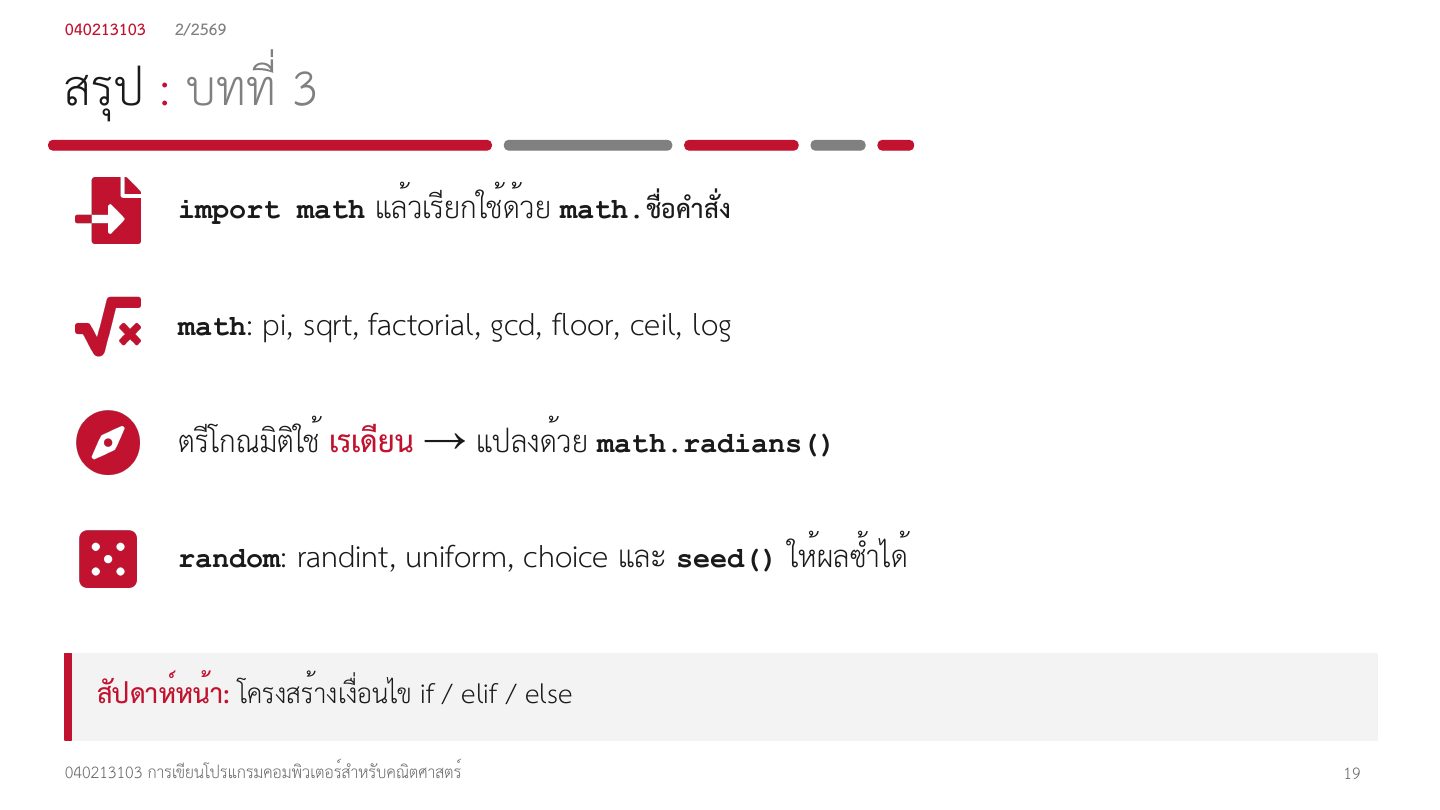 040213103 2/2569
สรุป : บทที่ 3
import math แล้วเรียกใช้ด้วย math.ชื่อคำสั่ง
math: pi, sqrt, factorial, gcd, floor, ceil, log
ตรีโกณมิติใช้ เรเดียน → แปลงด้วย math.radians()
random: randint, uniform, choice และ seed() ให้ผลซ้ำได้
สัปดาห์หน้า: โครงสร้างเงื่อนไข if / elif / else
040213103 การเขียนโปรแกรมคอมพิวเตอร์สำหรับคณิตศาสตร์ 19